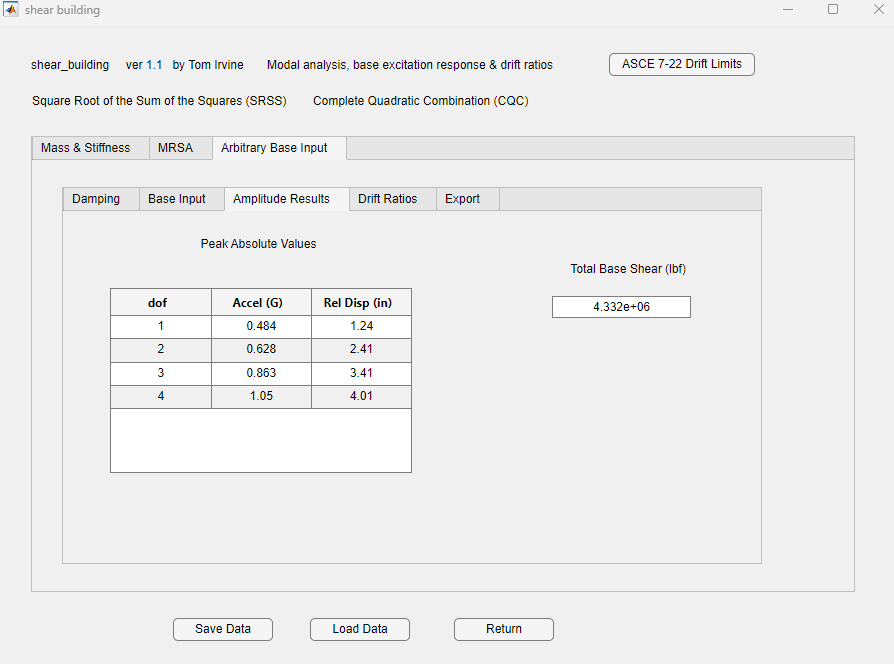 shear building
shear_building ver 1.1 by Tom Irvine Modal analysis, base excitation response & drift ratios ASCE 7-22 Drift Limits
Square Root of the Sum of the Squares (SRSS) Complete Quadratic Combination (CQC)
Mass & Stiffness MRSA Arbitrary Base Input
Damping Base Input Amplitude Results Drift Ratios Export
Peak Absolute Values
Total Base Shear (lbf)
dof Accel (G) Rel Disp (in)
4.332e+06
1 0.484 1.24
2 0.628 2.41
3 0.863 3.41
4 1.05 4.01
Save Data Load Data Return